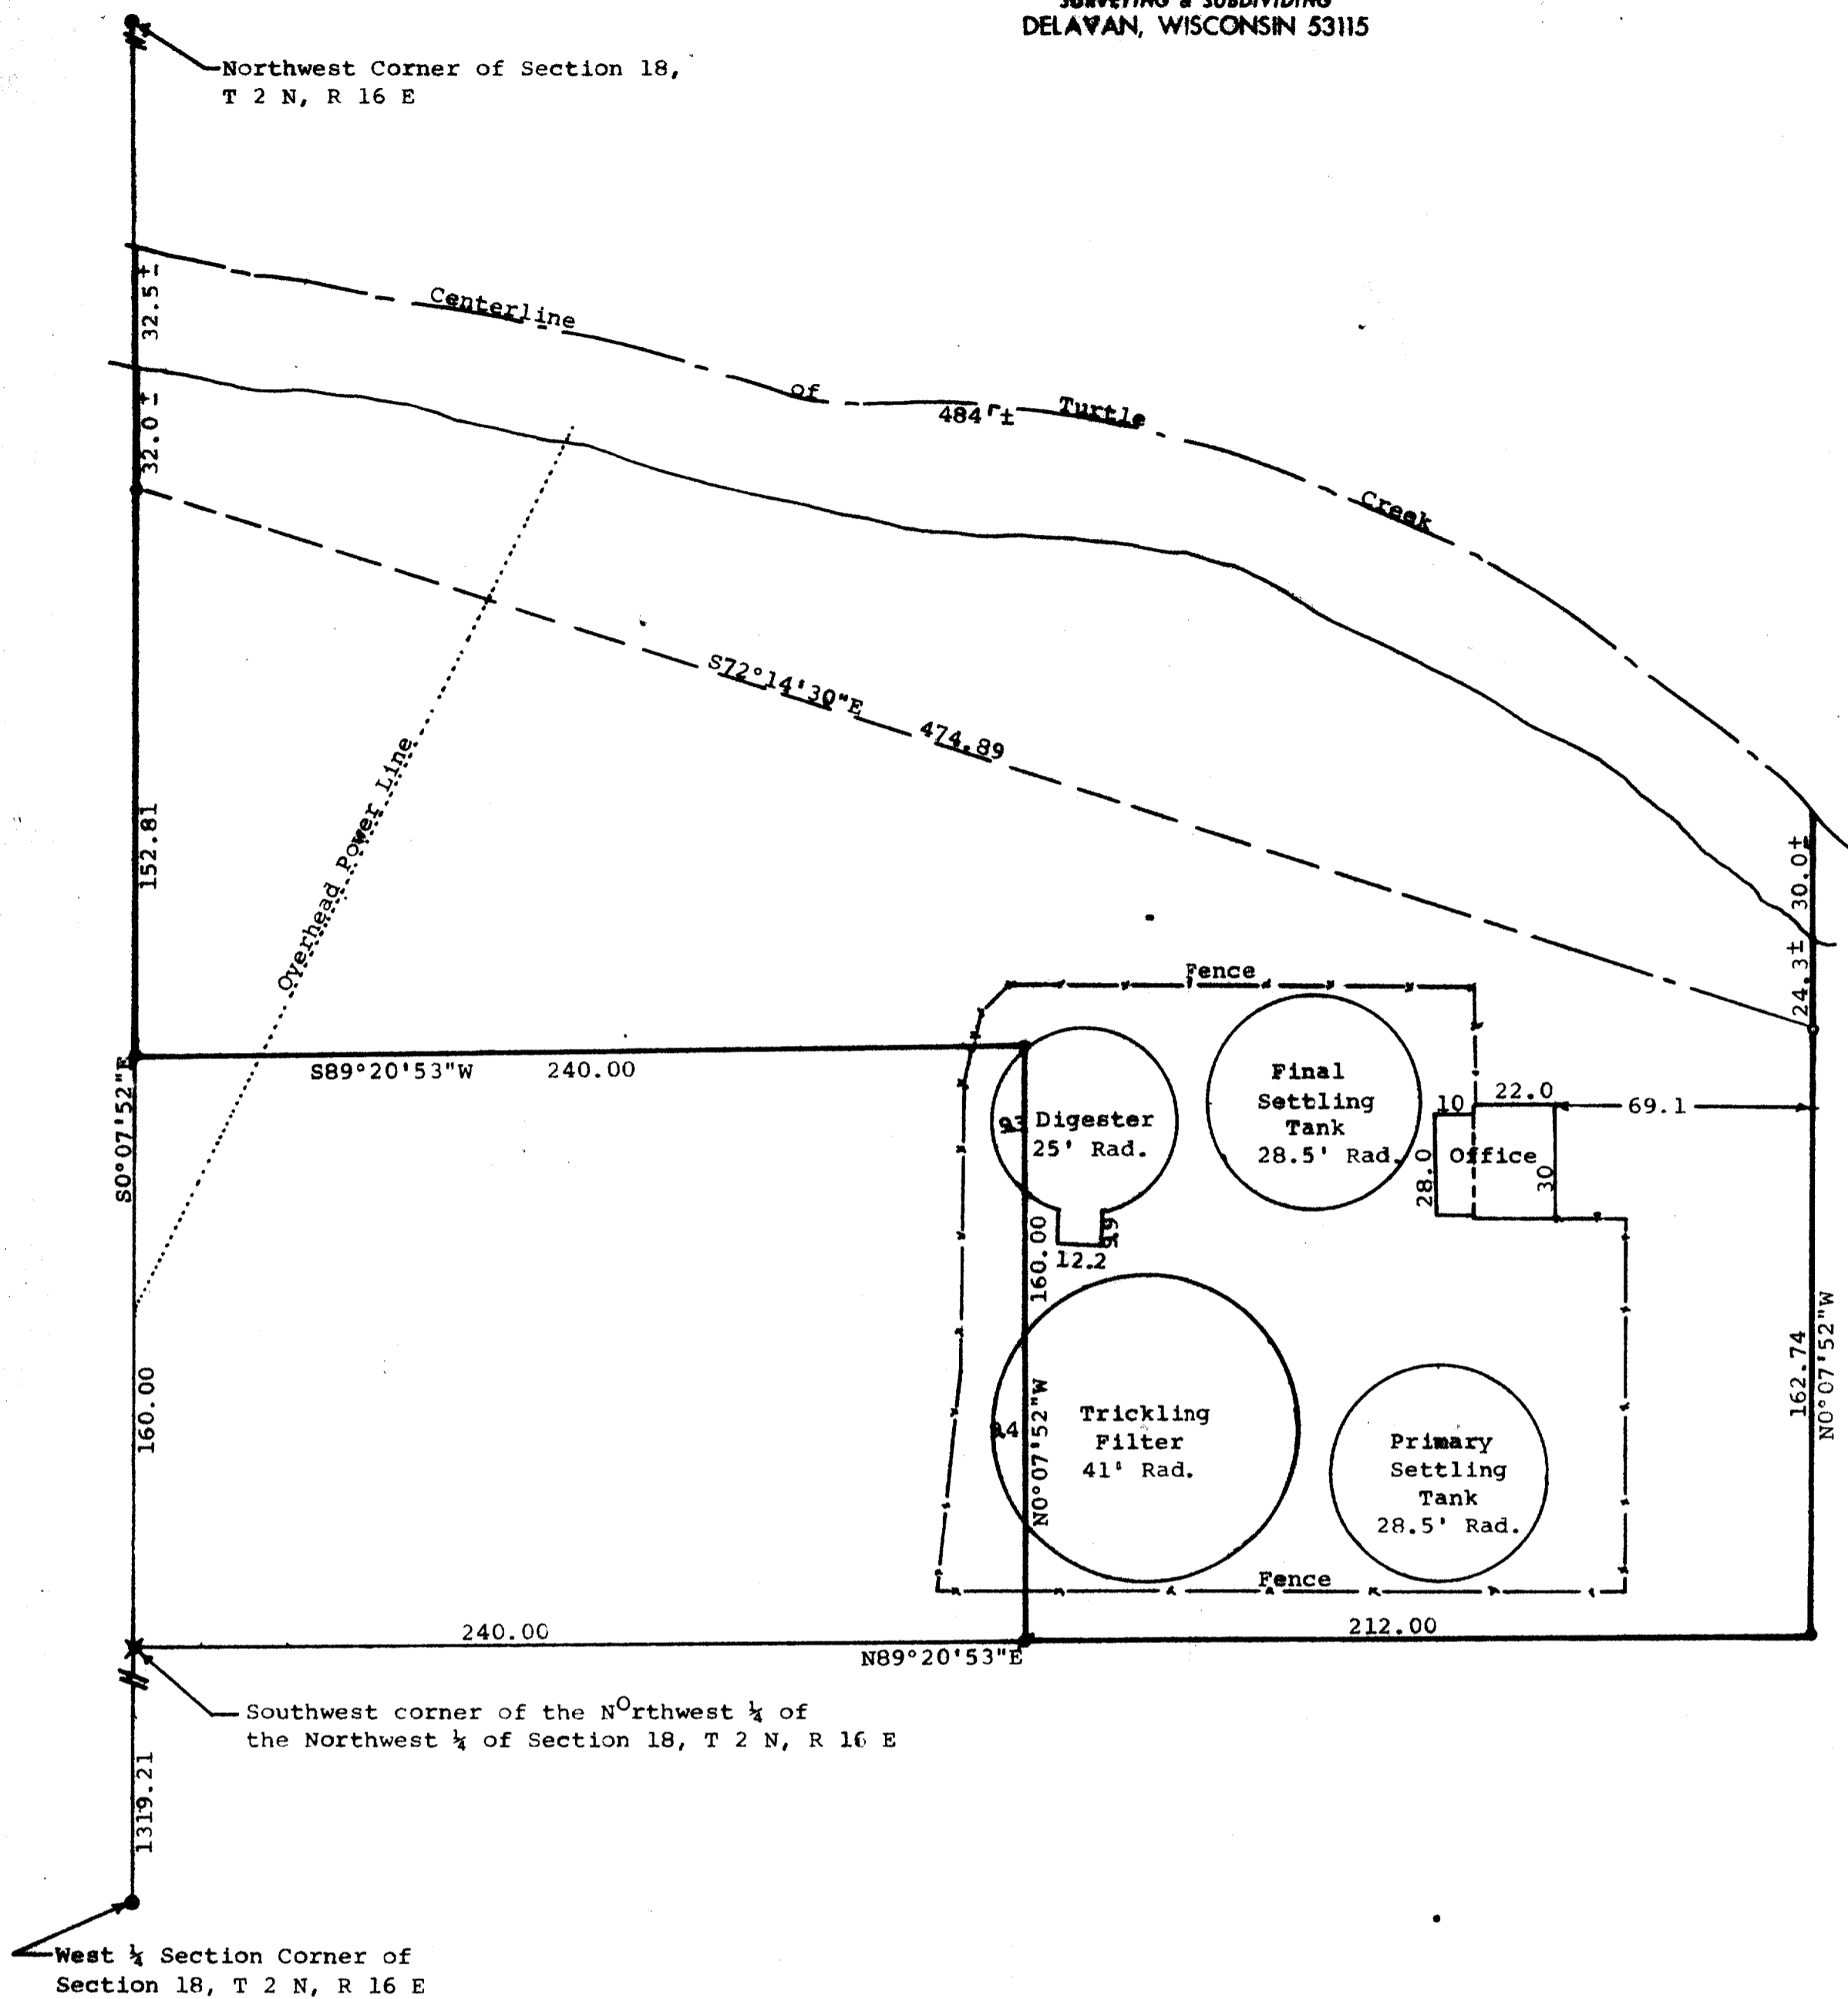 SURVEYING & SUBDIVIDING
DELAVAN, WISCONSIN 53115
Northwest Corner of Section 18,
T 2 N, R 16 E
32.5±
Centerline
of
484'±
Turtle
Creek
32.0±
S72°14'30"E
474.89
Overhead Power Line
152.81
30.0±
24.3±
Fence
S89°20'53"W
240.00
S0°07'52"E
Digester
25' Rad.
9.9
12.2
Final
Settling
Tank
28.5' Rad.
10
22.0
69.1
28.0
Office
30
160.00
N0°07'52"W
Trickling
Filter
41' Rad.
Primary
Settling
Tank
28.5' Rad.
162.74
N0°07'52"W
160.00
Fence
240.00
N89°20'53"E
212.00
Southwest corner of the NOrthwest ¼ of
the Northwest ¼ of Section 18, T 2 N, R 16 E
1319.21
West ¼ Section Corner of
Section 18, T 2 N, R 16 E